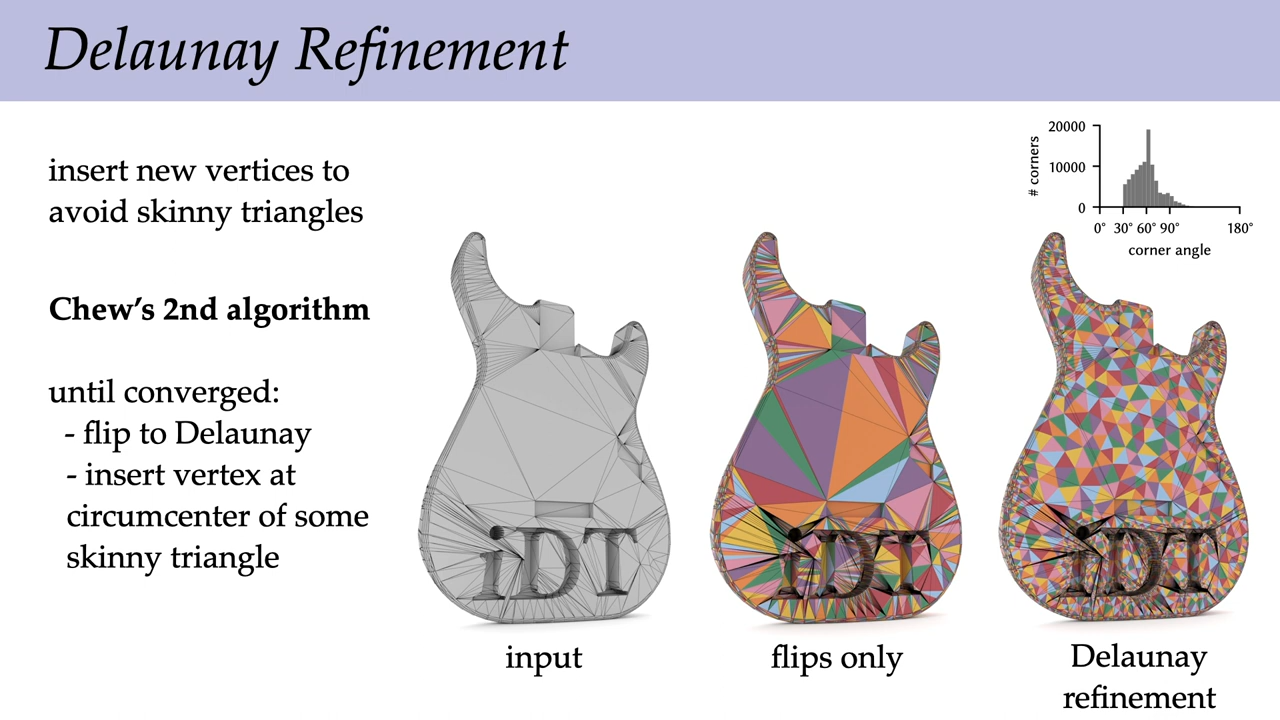 Delaunay Refinement
insert new vertices to
avoid skinny triangles
Chew’s 2nd algorithm
until converged:
- flip to Delaunay
- insert vertex at
circumcenter of some
skinny triangle
# corners
20000
10000
0
0° 30° 60° 90° 180°
corner angle
iDT
iDT
iDT
input
flips only
Delaunay
refinement